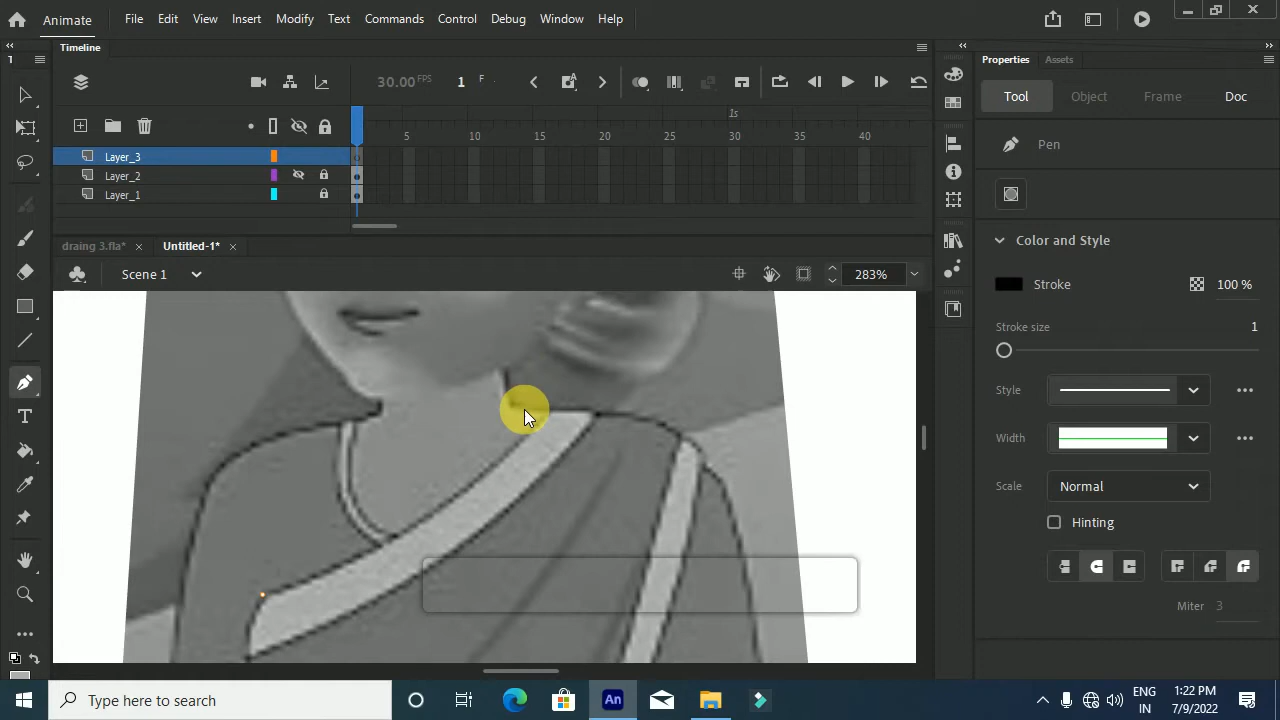 Animate File Edit View Insert Modify Text Commands Control Debug Window Help
Timeline
Properties Assets
30.00 FPS 1 F
Tool Object Frame Doc
1s
5 10 15 20 25 30 35 40
Pen
Layer_3
Layer_2
Layer_1
draing 3.fla* Untitled-1*
Color and Style
Scene 1 283%
Stroke 100 %
Stroke size 1
Style
Width
Scale Normal
Hinting
Miter 3
Type here to search
An
ENG
IN
1:22 PM
7/9/2022